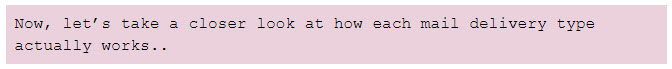 Now, let’s take a closer look at how each mail delivery type
actually works..